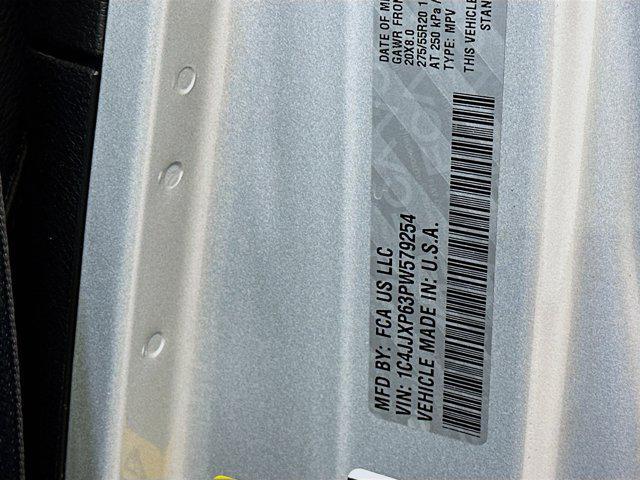 DATE OF M
GAWR FRON
20X8.0
275/55R20 1
AT 250 kPa /
TYPE: MPV
THIS VEHICLE
STAN
MFD BY: FCA US LLC
VIN: 1C4JJXP63PW579254
VEHICLE MADE IN: U.S.A.